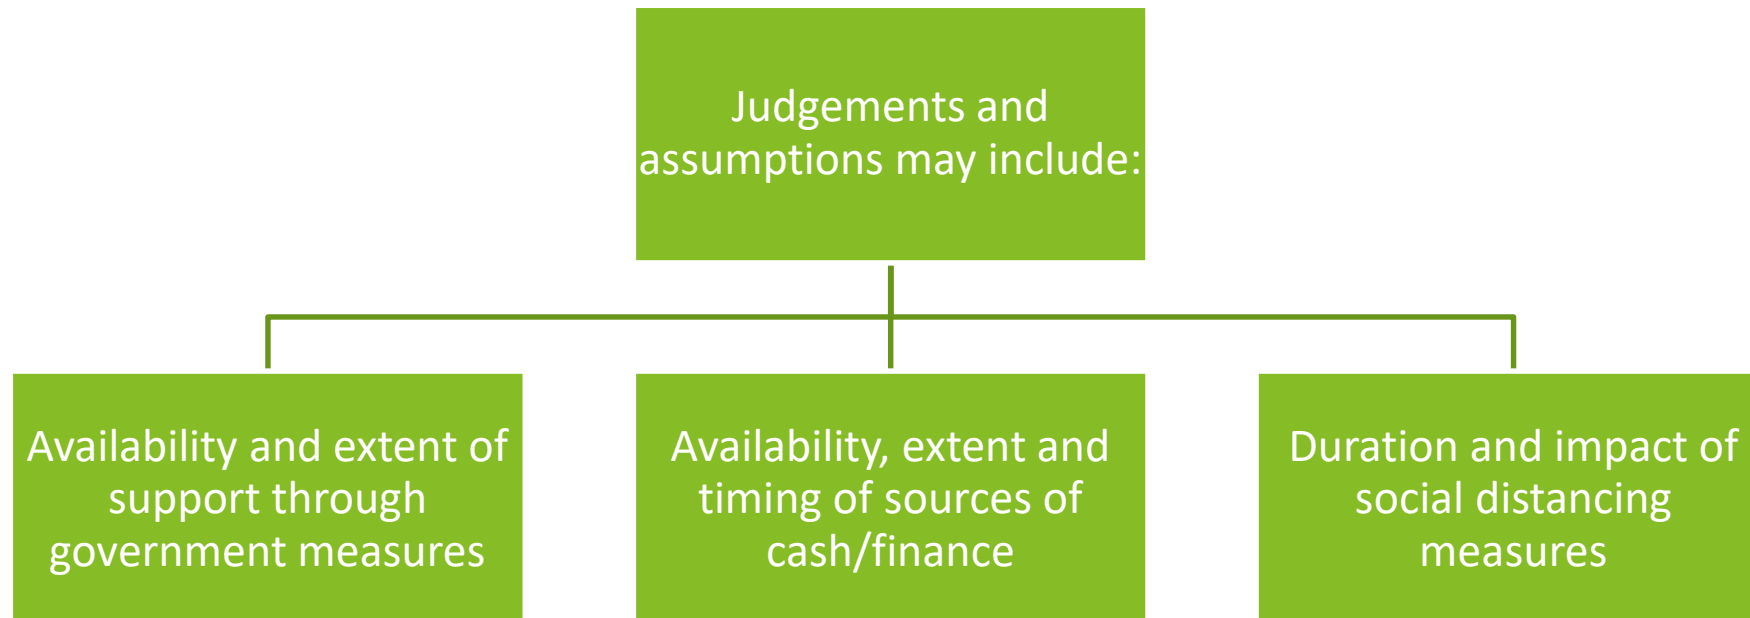 Judgements and
assumptions may include:
Availability and extent of
support through
government measures
Availability, extent and
timing of sources of
cash/finance
Duration and impact of
social distancing
measures